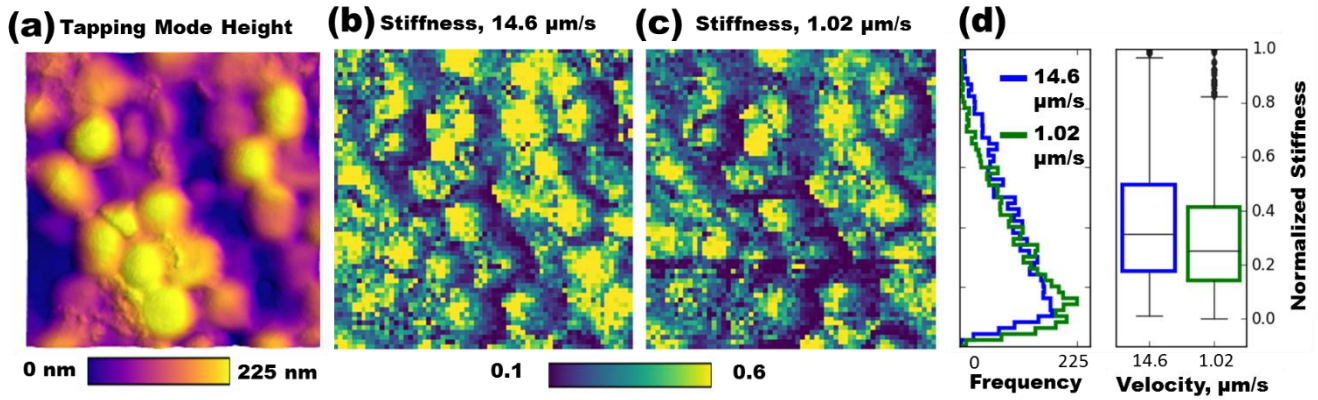 (a) Tapping Mode Height
(b) Stiffness, 14.6 µm/s
(c) Stiffness, 1.02 µm/s
(d)
14.6
µm/s
1.02
µm/s
1.0
0.8
0.6
0.4
0.2
0.0
Normalized Stiffness
0 225
Frequency
14.6 1.02
Velocity, µm/s
0 nm 225 nm
0.1 0.6